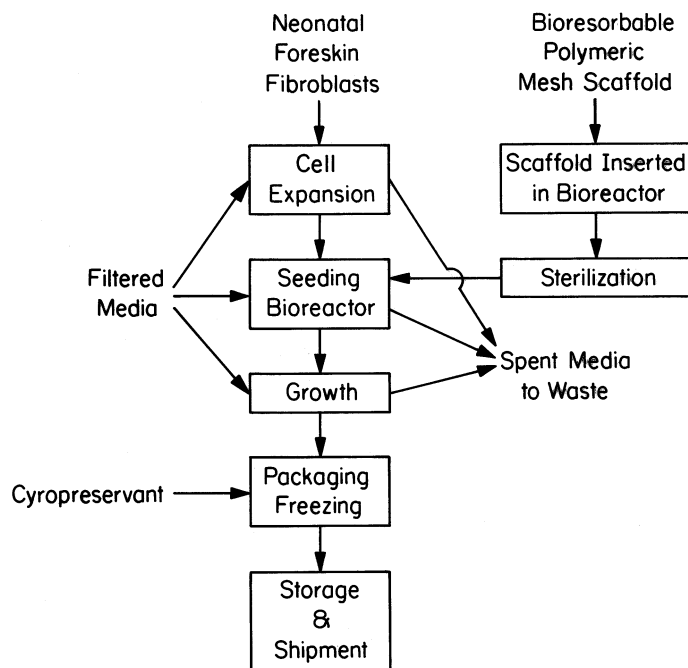 Neonatal
Foreskin
Fibroblasts
Bioresorbable
Polymeric
Mesh Scaffold
Cell
Expansion
Scaffold Inserted
in Bioreactor
Filtered
Media
Seeding
Bioreactor
Sterilization
Growth
Spent Media
to Waste
Cyropreservant
Packaging
Freezing
Storage
&
Shipment